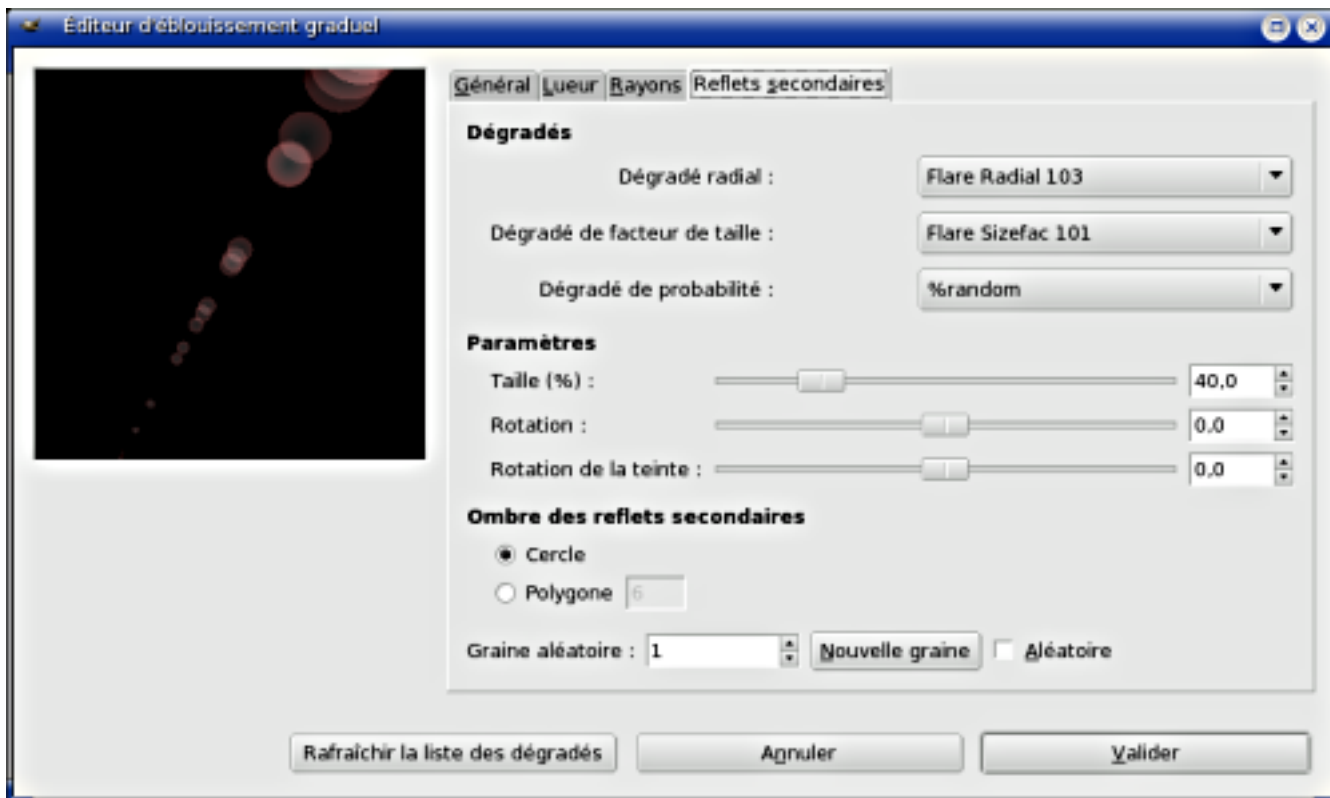 Éditeur d'éblouissement graduel
Général Lueur Rayons Reflets secondaires
Dégradés
Dégradé radial : Flare Radial 103
Dégradé de facteur de taille : Flare Sizefac 101
Dégradé de probabilité : %random
Paramètres
Taille (%) : 40,0
Rotation : 0,0
Rotation de la teinte : 0,0
Ombre des reflets secondaires
Cercle
Polygone 6
Graine aléatoire : 1 Nouvelle graine Aléatoire
Rafraîchir la liste des dégradés Annuler Valider